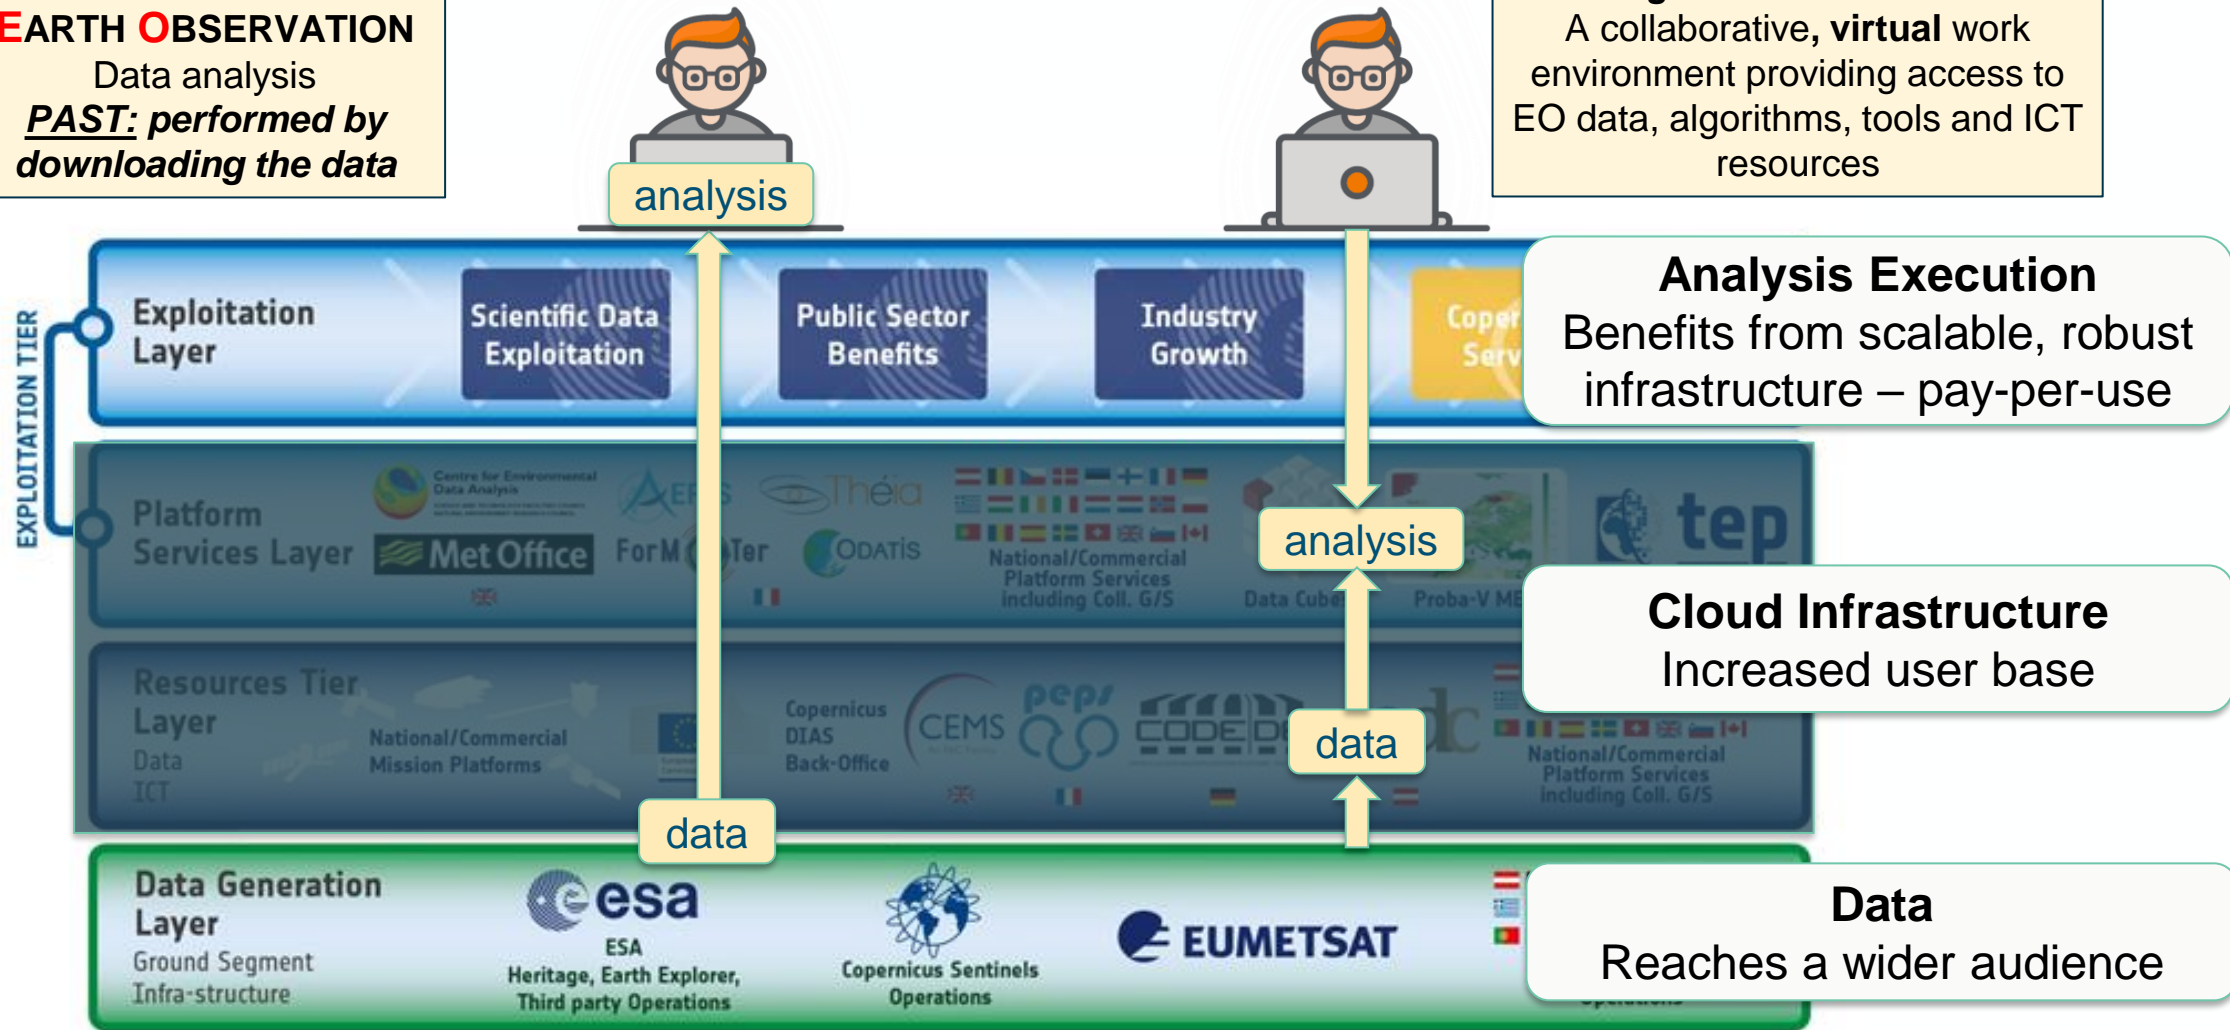 EARTH OBSERVATION
Data analysis
PAST: performed by
downloading the data
A collaborative, virtual work
environment providing access to
EO data, algorithms, tools and ICT
resources
analysis
EXPLOITATION TIER
Exploitation
Layer
Scientific Data
Exploitation
Public Sector
Benefits
Industry
Growth
Analysis Execution
Benefits from scalable, robust
infrastructure – pay-per-use
Platform
Services Layer
Centre for Environmental
Data Analysis
Met Office
Théia
ODATIS
National/Commercial
Platform Services
including Coll. G/S
analysis
Data Cube
Proba-V ME
tep
Cloud Infrastructure
Increased user base
Resources Tier
Layer
Data
ICT
National/Commercial
Mission Platforms
Copernicus
DIAS
Back-Office
CEMS
peps
CODE DE
data
National/Commercial
Platform Services
including Coll. G/S
data
Data Generation
Layer
Ground Segment
Infra-structure
esa
ESA
Heritage, Earth Explorer,
Third party Operations
Copernicus Sentinels
Operations
EUMETSAT
Data
Reaches a wider audience
Operations